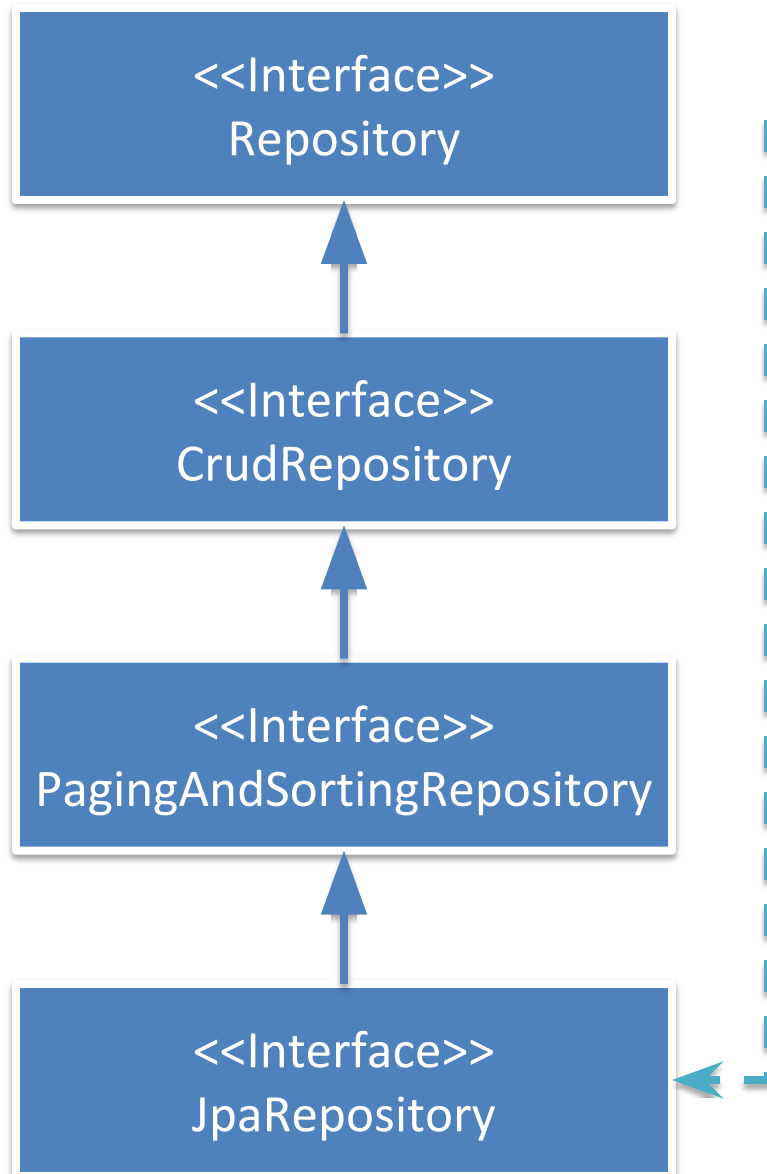 <<Interface>>
Repository
<<Interface>>
CrudRepository
<<Interface>>
PagingAndSortingRepository
<<Interface>>
JpaRepository